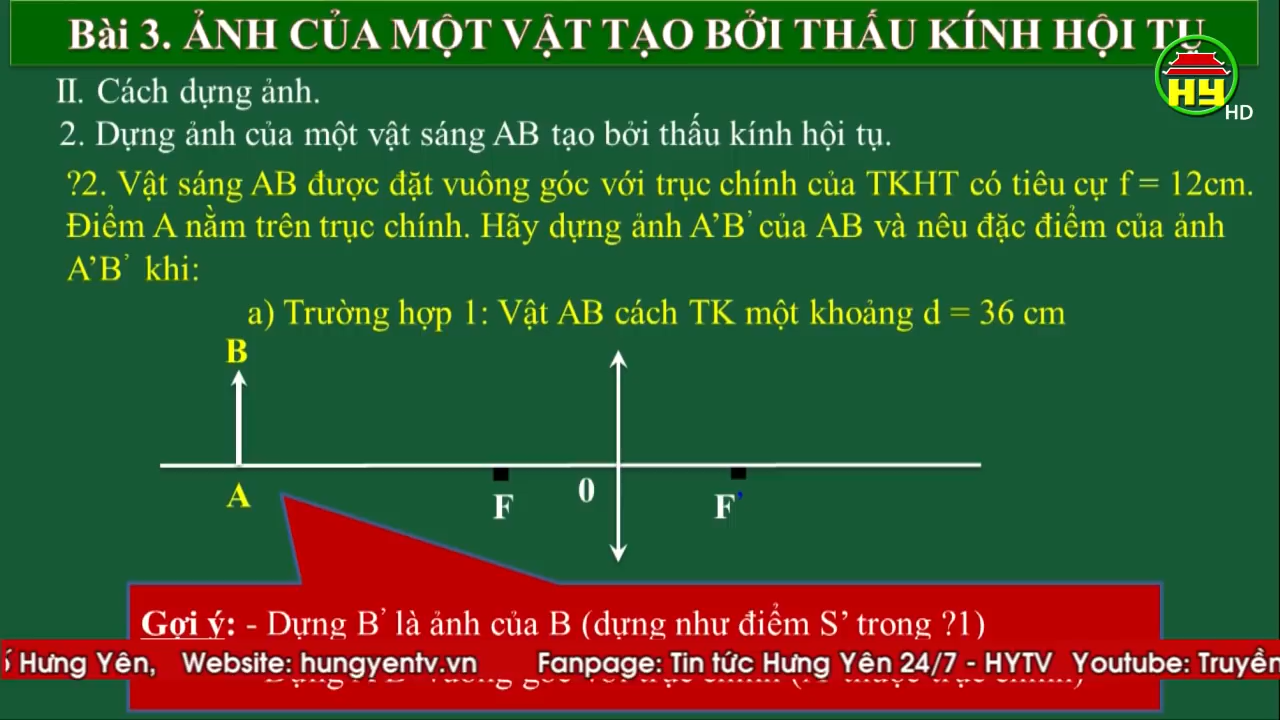 Bài 3. ẢNH CỦA MỘT VẬT TẠO BỞI THẤU KÍNH HỘI TỤ
HY
HD
II. Cách dựng ảnh.
2. Dựng ảnh của một vật sáng AB tạo bởi thấu kính hội tụ.
?2. Vật sáng AB được đặt vuông góc với trục chính của TKHT có tiêu cự f = 12cm.
Điểm A nằm trên trục chính. Hãy dựng ảnh A’B’ của AB và nêu đặc điểm của ảnh
A’B’ khi:
a) Trường hợp 1: Vật AB cách TK một khoảng d = 36 cm
B
A
F
0
F’
Gợi ý: - Dựng B’ là ảnh của B (dựng như điểm S’ trong ?1)
Hưng Yên, Website: hungyentv.vn Fanpage: Tin tức Hưng Yên 24/7 - HYTV Youtube: Truyền